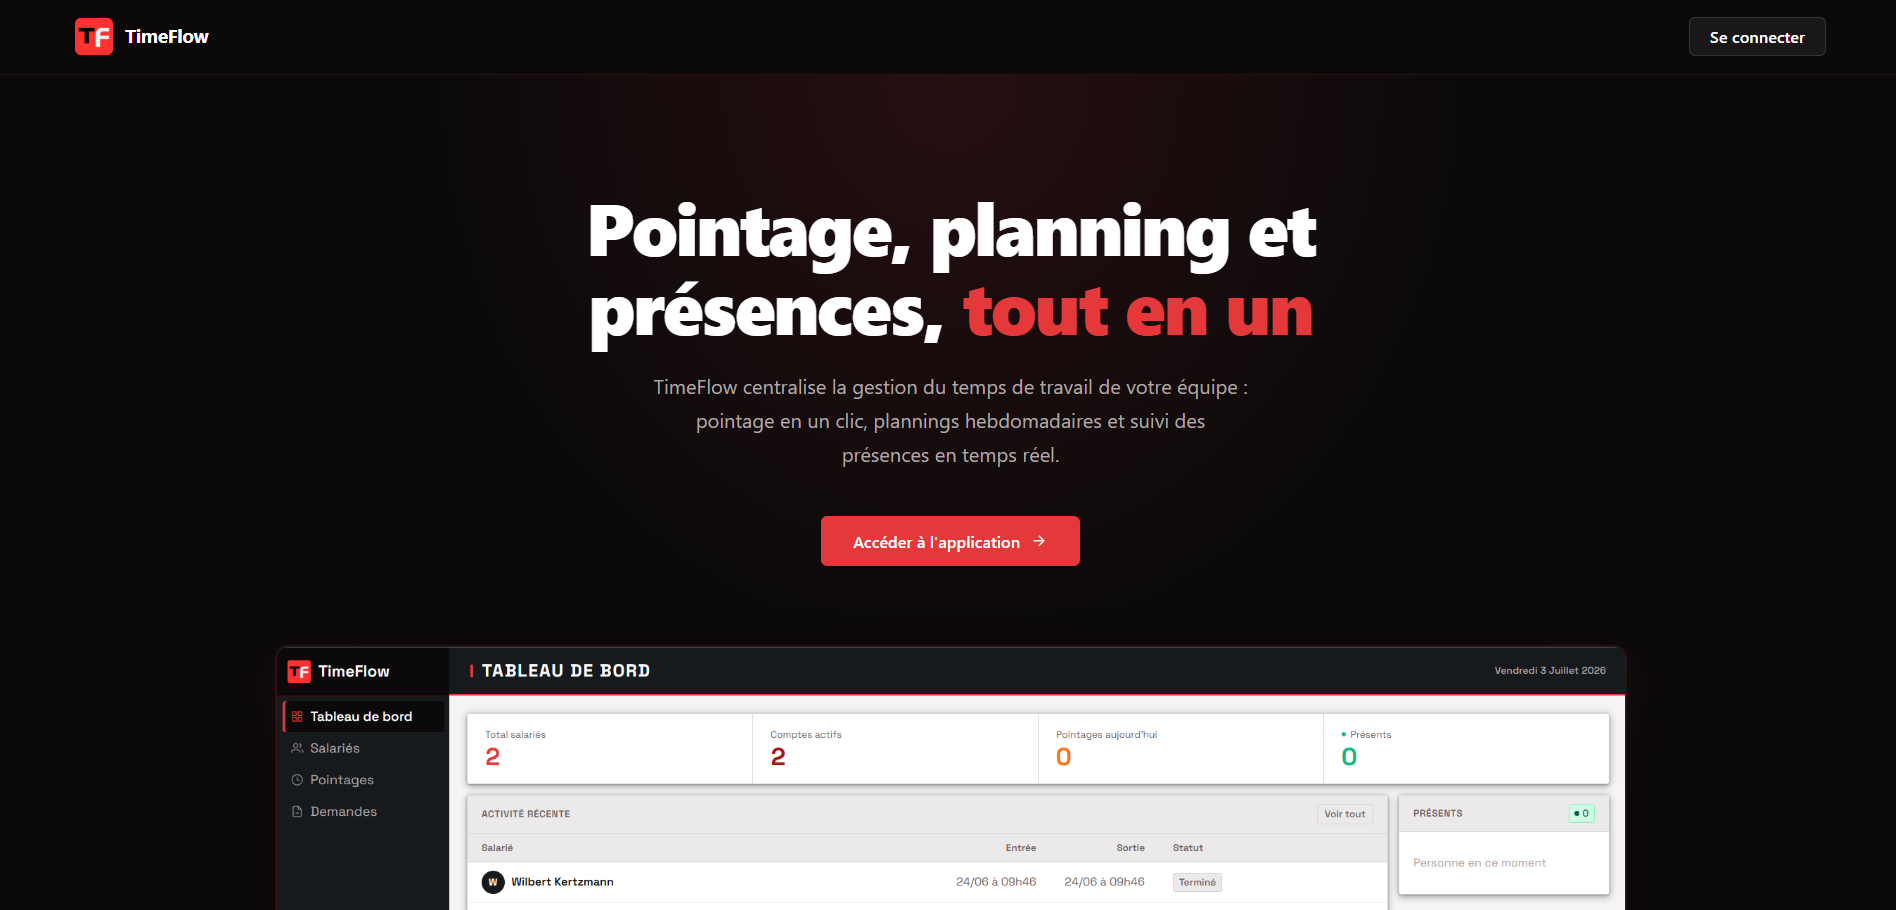 TF TimeFlow
Se connecter
Pointage, planning et
présences, tout en un
TimeFlow centralise la gestion du temps de travail de votre équipe :
pointage en un clic, plannings hebdomadaires et suivi des
présences en temps réel.
Accéder à l'application →
TF TimeFlow
TABLEAU DE BORD
Vendredi 3 Juillet 2026
Tableau de bord
Salariés
Pointages
Demandes
Total salariés
2
Comptes actifs
2
Pointages aujourd'hui
0
Présents
0
ACTIVITÉ RÉCENTE
Voir tout
Salarié Entrée Sortie Statut
W Wilbert Kertzmann 24/06 à 09h46 24/06 à 09h46 Terminé
PRÉSENTS
0
Personne en ce moment